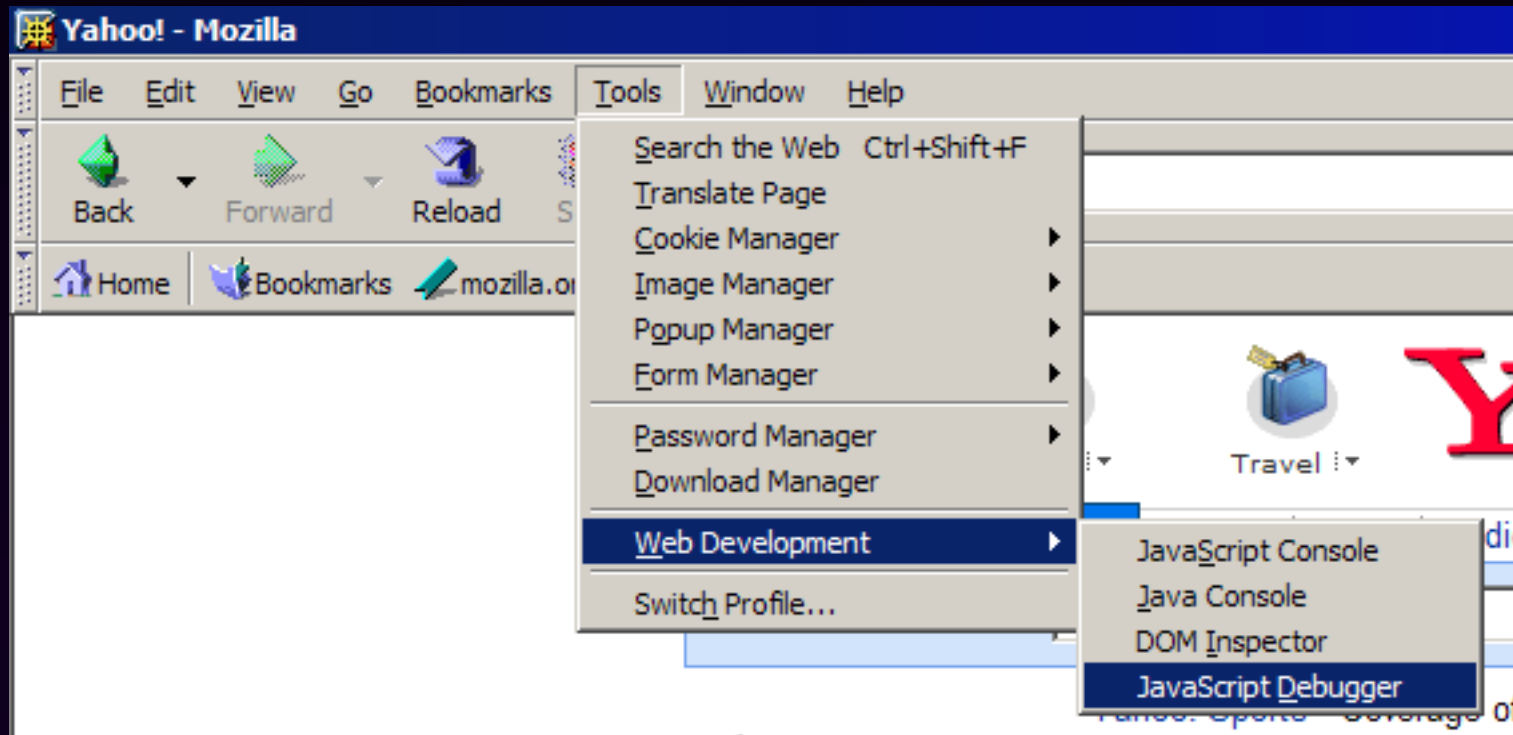 Yahoo! - Mozilla
File Edit View Go Bookmarks Tools Window Help
Back Forward Reload
Home Bookmarks
Search the Web Ctrl+Shift+F
Translate Page
Cookie Manager
Image Manager
Popup Manager
Form Manager
Password Manager
Download Manager
Web Development
Switch Profile...
JavaScript Console
Java Console
DOM Inspector
JavaScript Debugger
Travel